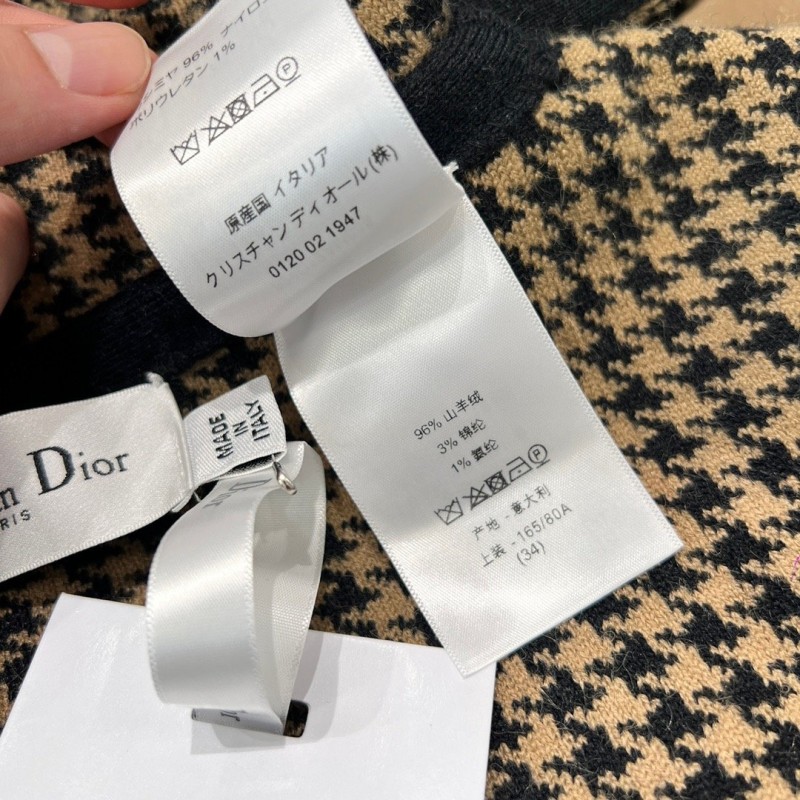 96% ナイロン
ポリウレタン 1%
原産国 イタリア
クリスチャン ディオール(株)
0120 02 1947
96% 山羊绒
3% 锦纶
1% 氨纶
产地 - 意大利
上装 - 165/80A
(34)
MADE
IN
ITALY
Dior